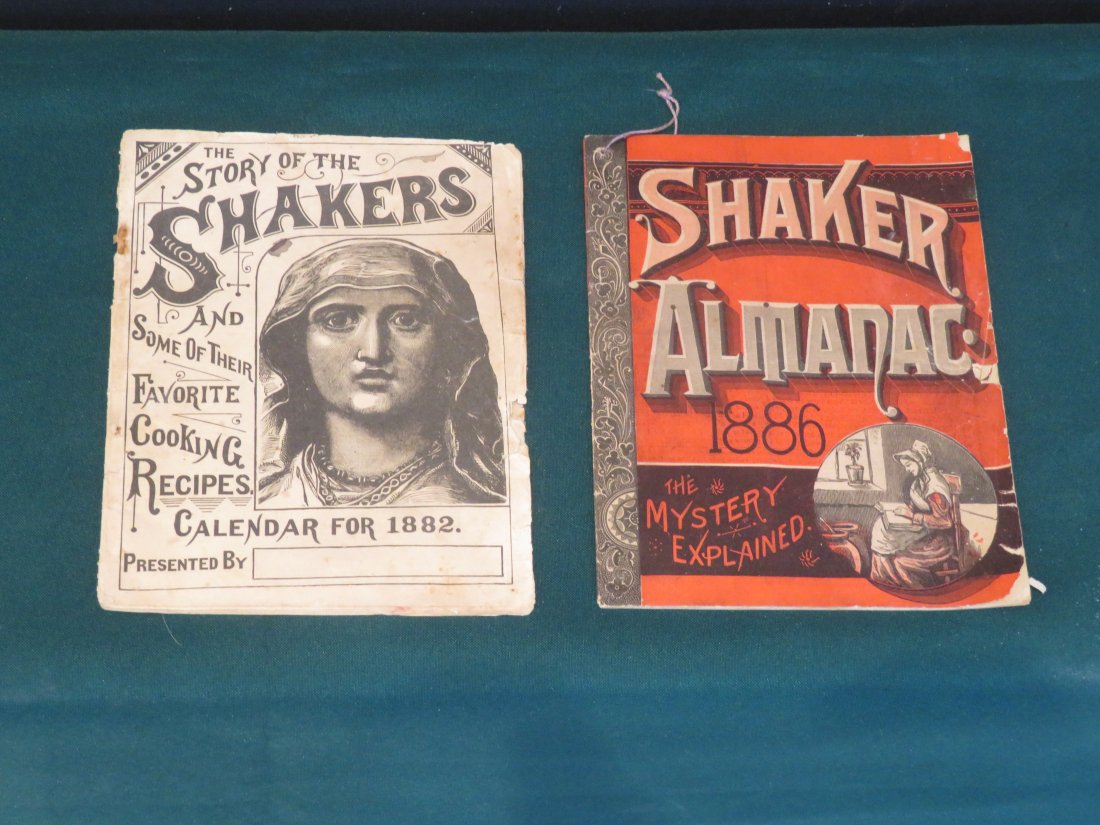 THE
STORY OF THE
SHAKERS
AND
SOME OF THEIR
FAVORITE
COOKING
RECIPES.
CALENDAR FOR 1882.
PRESENTED BY
SHAKER
ALMANAC.
1886
THE
MYSTERY
EXPLAINED.